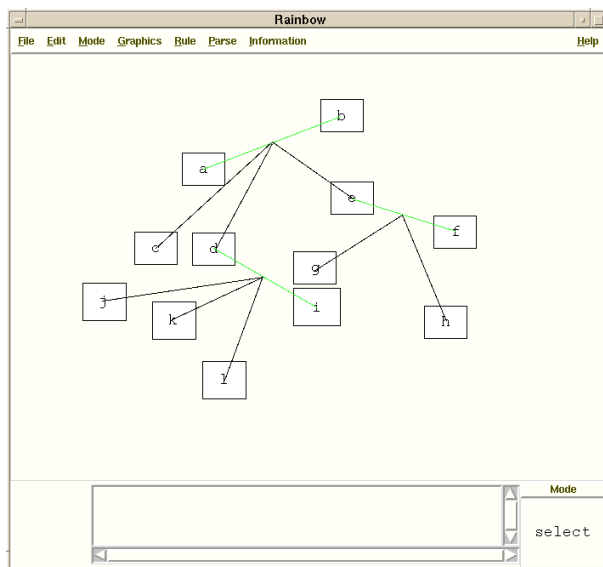 Rainbow
File Edit Mode Graphics Rule Parse Information Help
b
a
e
f
c d
g
j
i
k
h
l
Mode
select